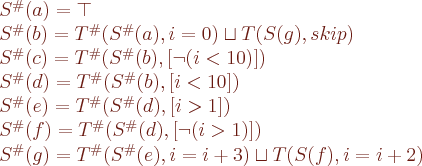 S^#(a) = ⊤
S^#(b) = T^#(S^#(a), i = 0) ⊔ T(S(g), skip)
S^#(c) = T^#(S^#(b), [¬(i < 10)])
S^#(d) = T^#(S^#(b), [i < 10])
S^#(e) = T^#(S^#(d), [i > 1])
S^#(f) = T^#(S^#(d), [¬(i > 1)])
S^#(g) = T^#(S^#(e), i = i + 3) ⊔ T(S(f), i = i + 2)